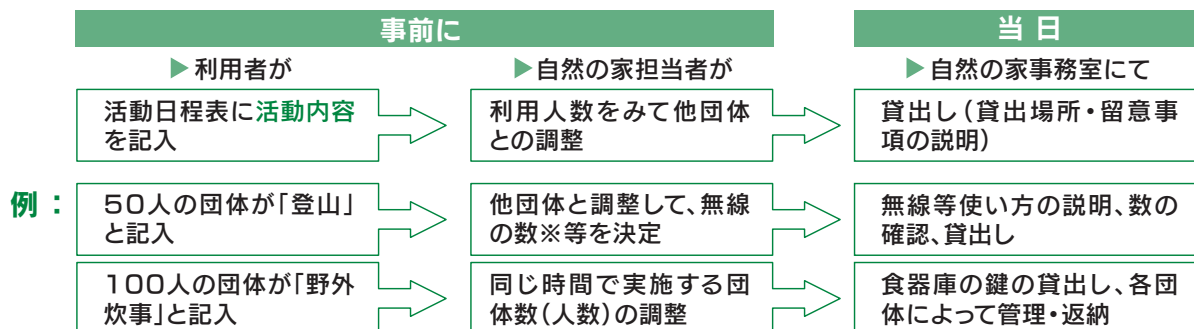 事前に
当 日
▶利用者が
▶自然の家担当者が
▶自然の家事務室にて
活動日程表に活動内容
を記入
利用人数をみて他団体
との調整
貸出し(貸出場所・留意事
項の説明)
例：
50人の団体が「登山」
と記入
他団体と調整して、無線
の数※等を決定
無線等使い方の説明、数の
確認、貸出し
100人の団体が「野外
炊事」と記入
同じ時間で実施する団
体数(人数)の調整
食器庫の鍵の貸出し、各団
体によって管理・返納